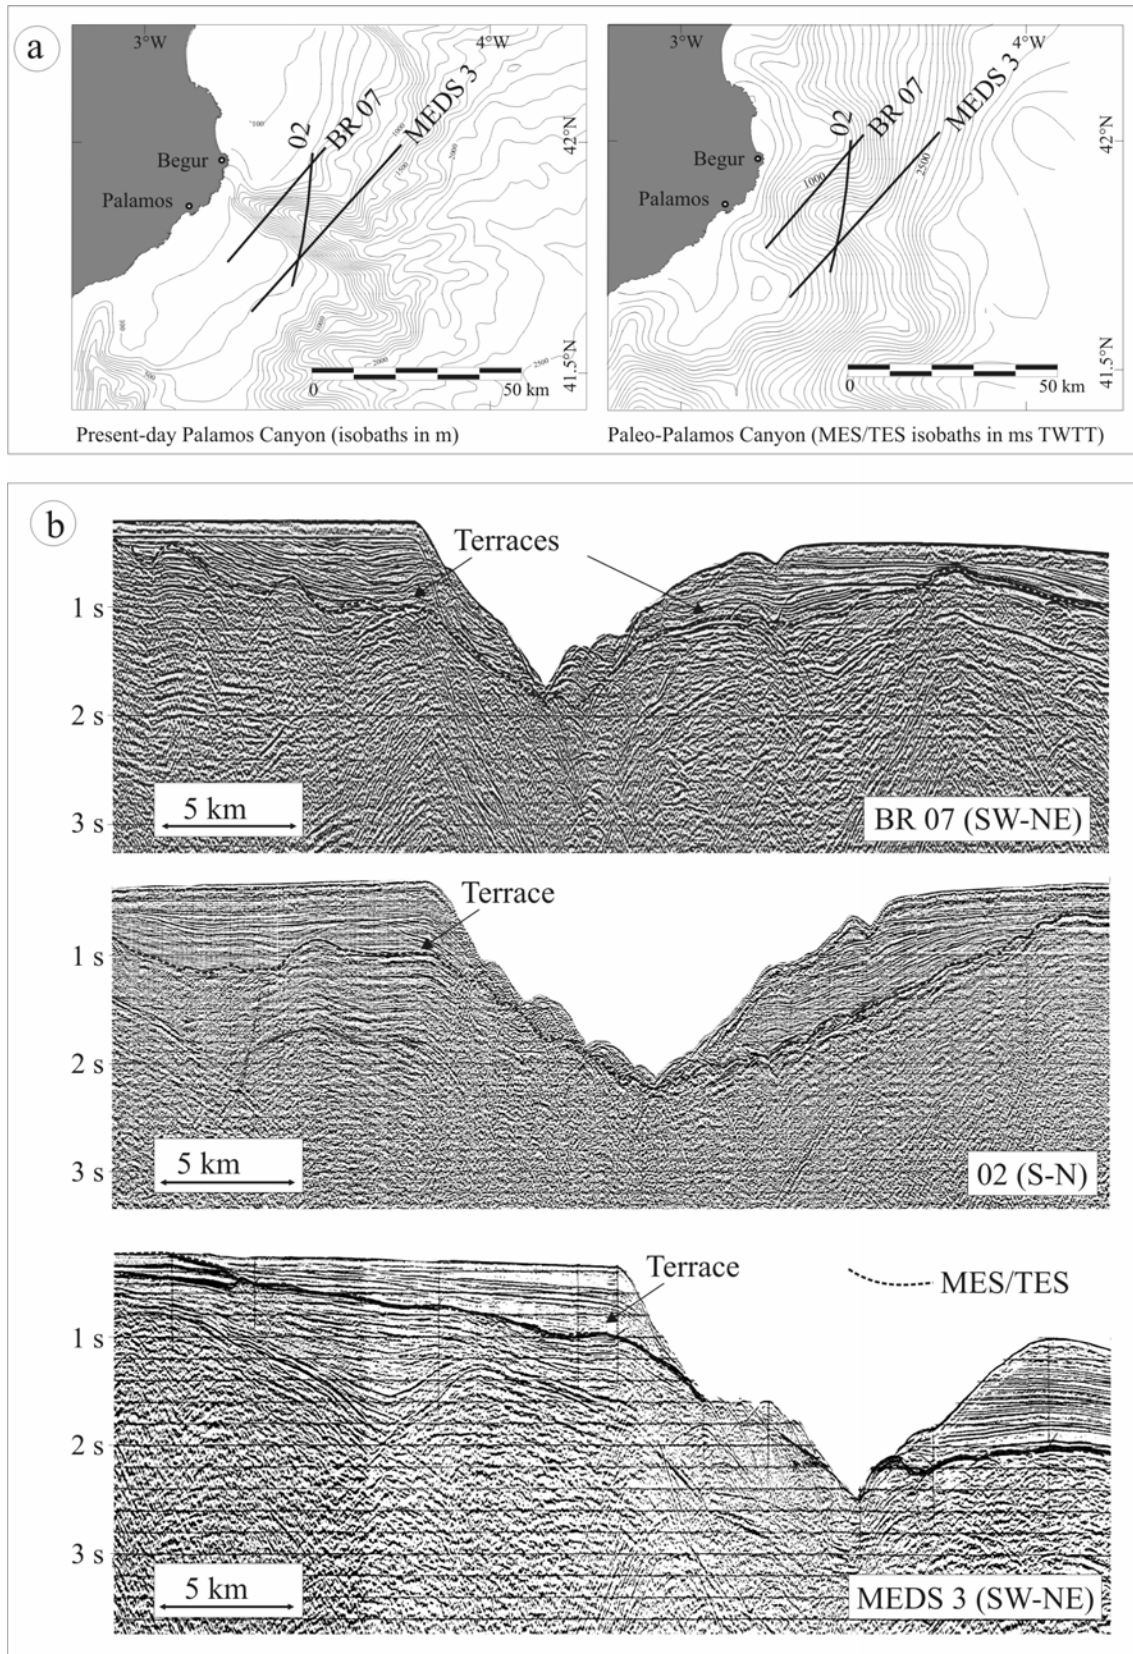 a
3°W
4°W
02
BR 07
MEDS 3
42°N
Begur
Palamos
100
1000
1500
2000
100
500
1000
2000
2500
41.5°N
0
50 km
Present-day Palamos Canyon (isobaths in m)
3°W
4°W
02
BR 07
MEDS 3
42°N
Begur
Palamos
1000
2500
41.5°N
0
50 km
Paleo-Palamos Canyon (MES/TES isobaths in ms TWTT)
b
Terraces
1 s
2 s
3 s
5 km
BR 07 (SW-NE)
Terrace
1 s
2 s
3 s
5 km
02 (S-N)
Terrace
MES/TES
1 s
2 s
3 s
5 km
MEDS 3 (SW-NE)